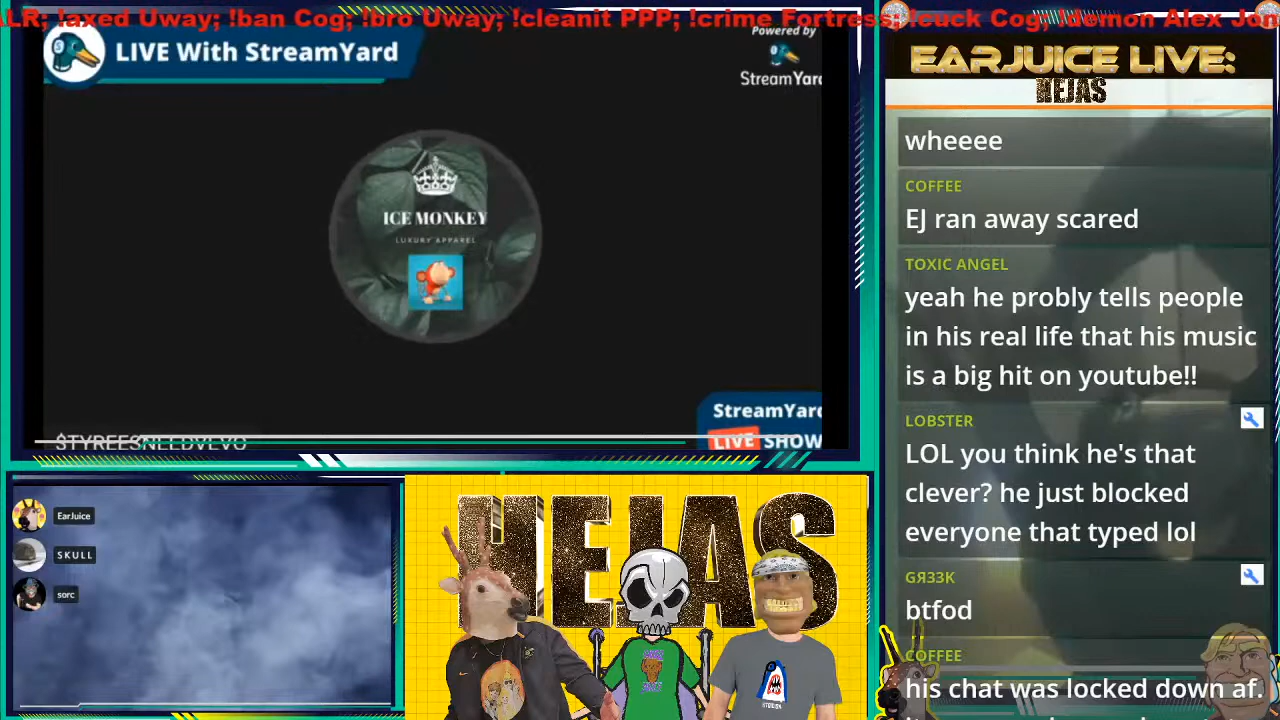 ALR; !axed Uway; !ban Cog; !bro Uway; !cleanit PPP; !crime Fortress; !cuck Cog; !demon Alex Jon
LIVE With StreamYard
Powered by
StreamYard
ICE MONKEY
LUXURY APPAREL
StreamYard
LIVE SHOW
$TYREESNEEDVEVO
EarJuice
SKULL
sorc
HEJAS
EARJUICE LIVE:
HEJAS
wheeee
COFFEE
EJ ran away scared
TOXIC ANGEL
yeah he probly tells people
in his real life that his music
is a big hit on youtube!!
LOBSTER
LOL you think he's that
clever? he just blocked
everyone that typed lol
GЯ33K
btfod
COFFEE
his chat was locked down af.